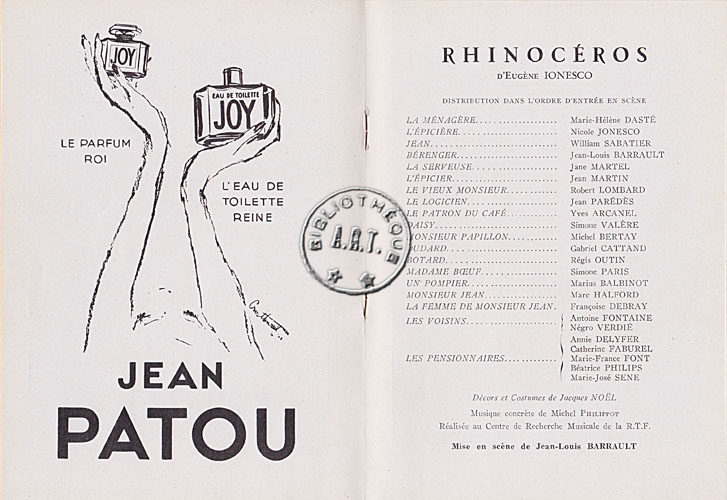 JOY
EAU DE TOILETTE
JOY
LE PARFUM
ROI
L'EAU DE
TOILETTE
REINE
JEAN
PATOU
BIBLIOTHÈQUE
A.R.T.
RHINOCÉROS
D'EUGÈNE IONESCO
DISTRIBUTION DANS L'ORDRE D'ENTRÉE EN SCÈNE
LA MÉNAGÈRE.................... Marie-Hélène DASTÉ
L'ÉPICIÈRE........................ Nicole JONESCO
JEAN............................... William SABATIER
BÉRENGER........................ Jean-Louis BARRAULT
LA SERVEUSE.................... Jane MARTEL
L'ÉPICIER......................... Jean MARTIN
LE VIEUX MONSIEUR............ Robert LOMBARD
LE LOGICIEN..................... Jean PARÉDÈS
LE PATRON DU CAFÉ............ Yves ARCANEL
DAISY.............................. Simone VALÈRE
MONSIEUR PAPILLON............ Michel BERTAY
DUDARD........................... Gabriel CATTAND
BOTARD........................... Régis OUTIN
MADAME BŒUF.................. Simone PARIS
UN POMPIER..................... Marius BALBINOT
MONSIEUR JEAN................. Marc HALFORD
LA FEMME DE MONSIEUR JEAN. Françoise DEBRAY
LES VOISINS..................... Antoine FONTAINE
Négro VERDIÉ
LES PENSIONNAIRES............. Annie DELYFER
Catherine FABUREL
Marie-France FONT
Béatrice PHILIPS
Marie-José SENE
Décors et Costumes de Jacques NOËL
Musique concrète de Michel PHILIPPOT
Réalisée au Centre de Recherche Musicale de la R.T.F.
Mise en scène de Jean-Louis BARRAULT